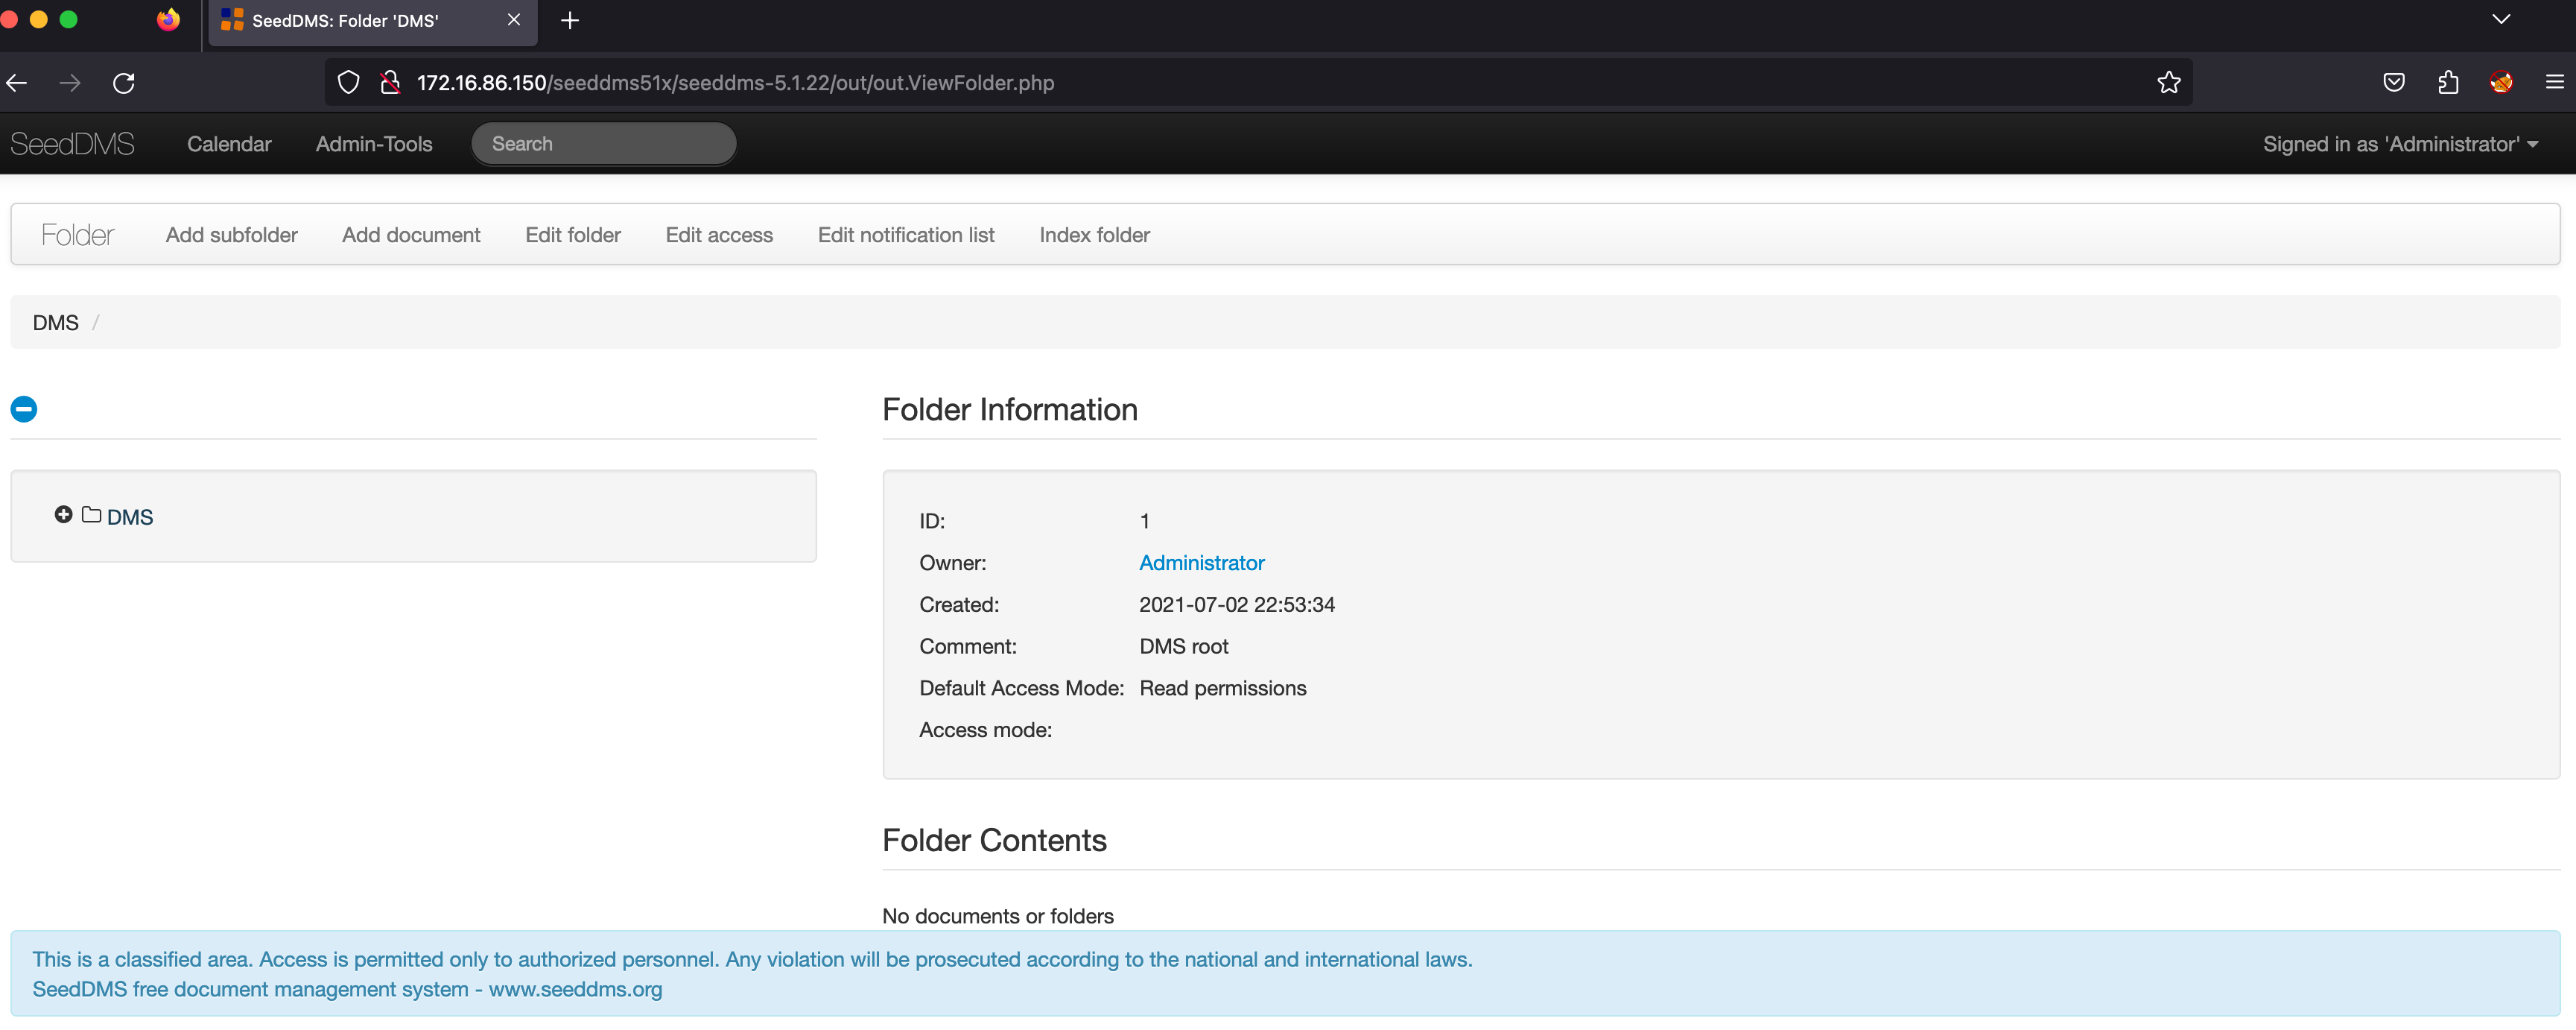 SeedDMS: Folder 'DMS'
172.16.86.150/seeddms51x/seeddms-5.1.22/out/out.ViewFolder.php
SeedDMS Calendar Admin-Tools Search Signed in as 'Administrator'
Folder Add subfolder Add document Edit folder Edit access Edit notification list Index folder
DMS /
DMS
Folder Information
ID: 1
Owner: Administrator
Created: 2021-07-02 22:53:34
Comment: DMS root
Default Access Mode: Read permissions
Access mode:
Folder Contents
No documents or folders
This is a classified area. Access is permitted only to authorized personnel. Any violation will be prosecuted according to the national and international laws.
SeedDMS free document management system - www.seeddms.org